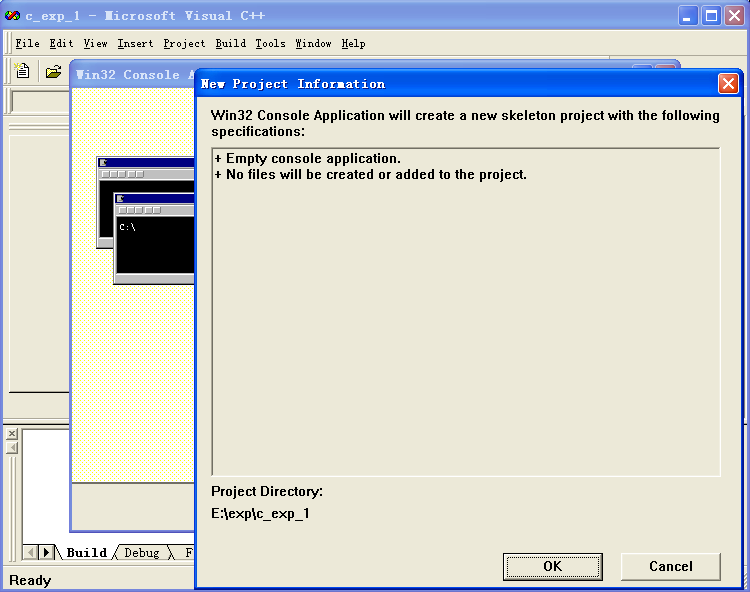 c_exp_1 - Microsoft Visual C++
File Edit View Insert Project Build Tools Window Help
Win32 Console A
New Project Information
Win32 Console Application will create a new skeleton project with the following
specifications:
+ Empty console application.
+ No files will be created or added to the project.
C:\
Project Directory:
E:\exp\c_exp_1
Build Debug F
OK Cancel
Ready